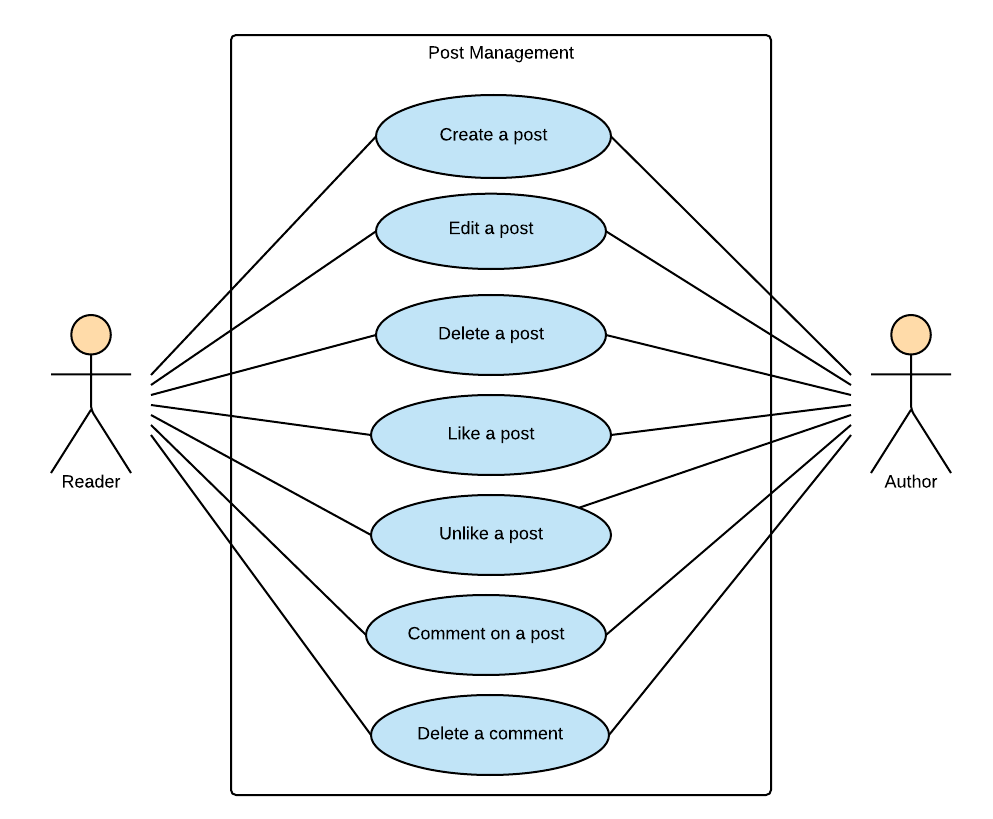 Post Management
Create a post
Edit a post
Delete a post
Like a post
Unlike a post
Comment on a post
Delete a comment
Reader
Author